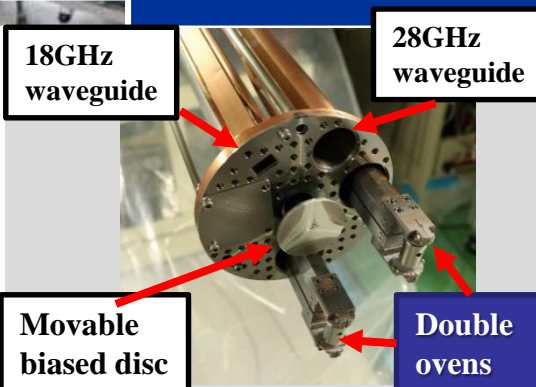 18GHz
waveguide
28GHz
waveguide
Movable
biased disc
Double
ovens